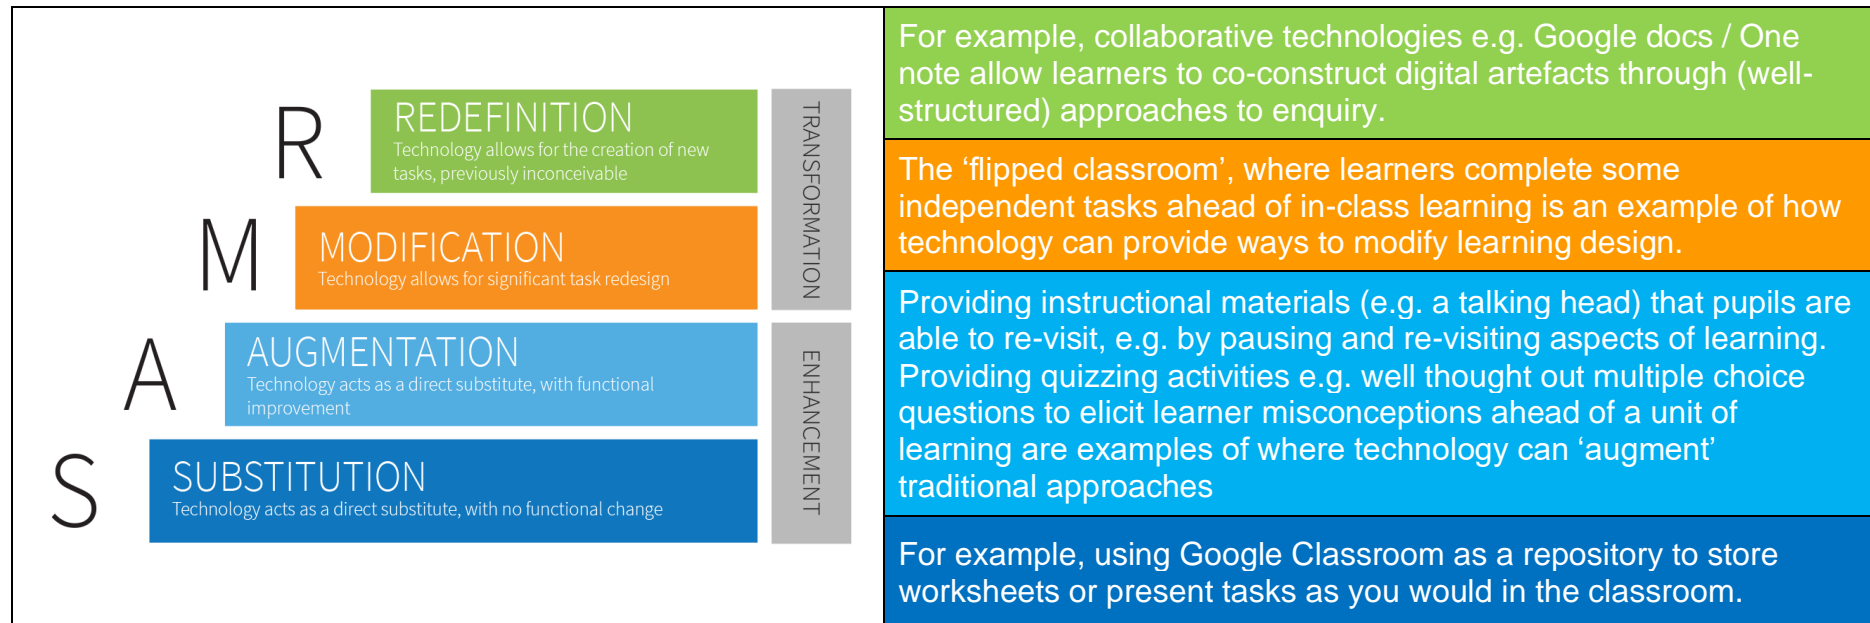 R
REDEFINITION
Technology allows for the creation of new
tasks, previously inconceivable
M
MODIFICATION
Technology allows for significant task redesign
TRANSFORMATION
A
AUGMENTATION
Technology acts as a direct substitute, with functional
improvement
S
SUBSTITUTION
Technology acts as a direct substitute, with no functional change
ENHANCEMENT
For example, collaborative technologies e.g. Google docs / One
note allow learners to co-construct digital artefacts through (well-
structured) approaches to enquiry.
The ‘flipped classroom’, where learners complete some
independent tasks ahead of in-class learning is an example of how
technology can provide ways to modify learning design.
Providing instructional materials (e.g. a talking head) that pupils are
able to re-visit, e.g. by pausing and re-visiting aspects of learning.
Providing quizzing activities e.g. well thought out multiple choice
questions to elicit learner misconceptions ahead of a unit of
learning are examples of where technology can ‘augment’
traditional approaches
For example, using Google Classroom as a repository to store
worksheets or present tasks as you would in the classroom.